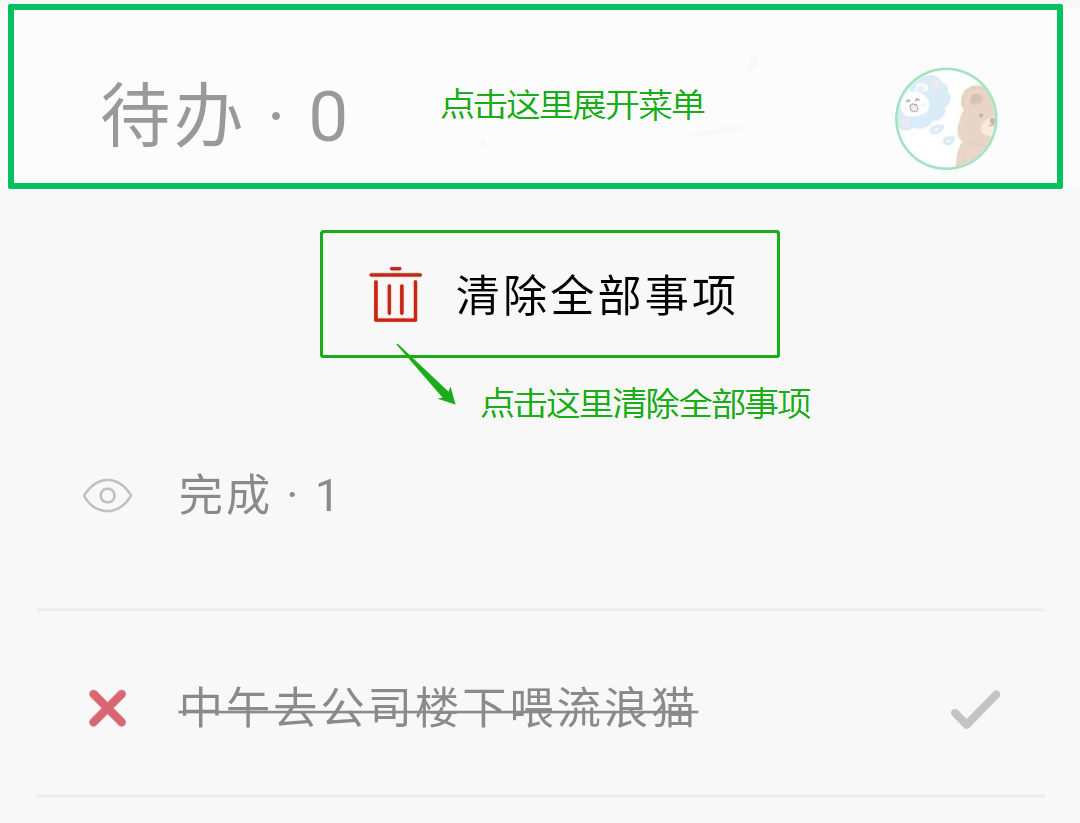 待办 · 0
点击这里展开菜单
清除全部事项
点击这里清除全部事项
完成 · 1
中午去公司楼下喂流浪猫